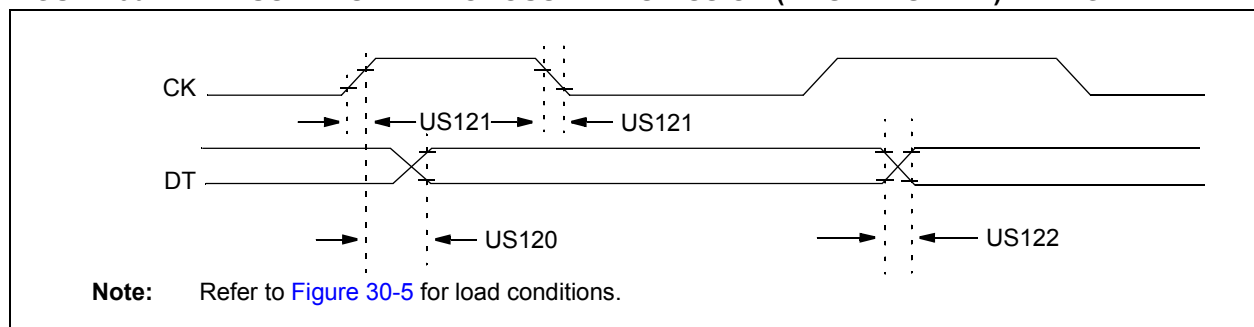 CK
US121
US121
DT
US120
US122
Note: Refer to Figure 30-5 for load conditions.